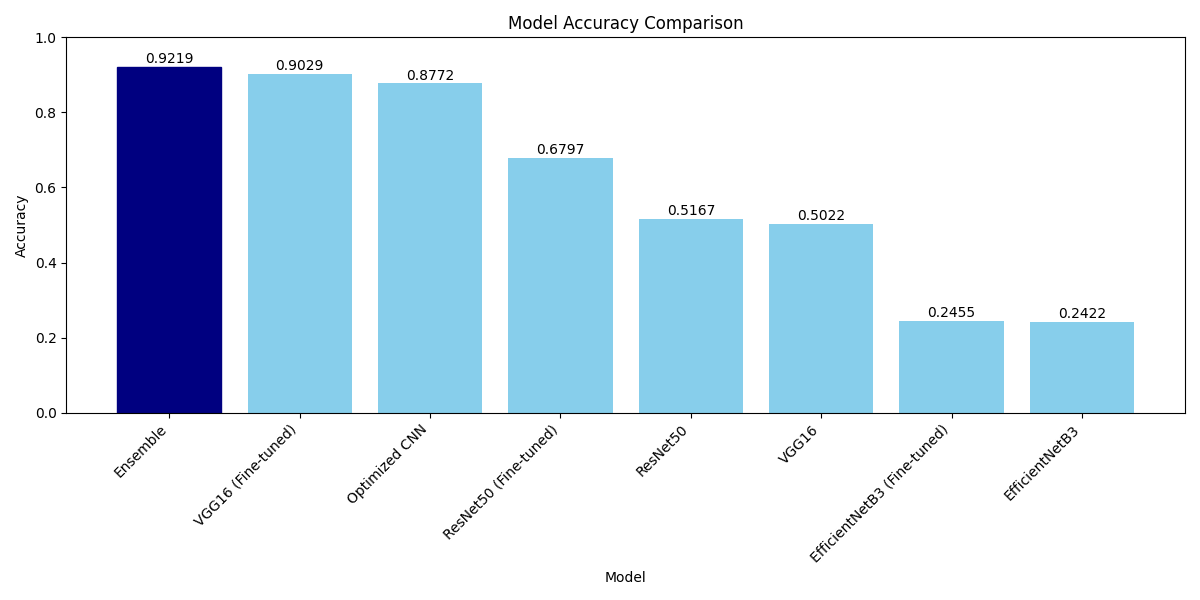 Model Accuracy Comparison
Accuracy
1.0
0.8
0.6
0.4
0.2
0.0
0.9219
0.9029
0.8772
0.6797
0.5167
0.5022
0.2455
0.2422
Ensemble
VGG16 (Fine-tuned)
Optimized CNN
ResNet50 (Fine-tuned)
ResNet50
VGG16
EfficientNetB3 (Fine-tuned)
EfficientNetB3
Model